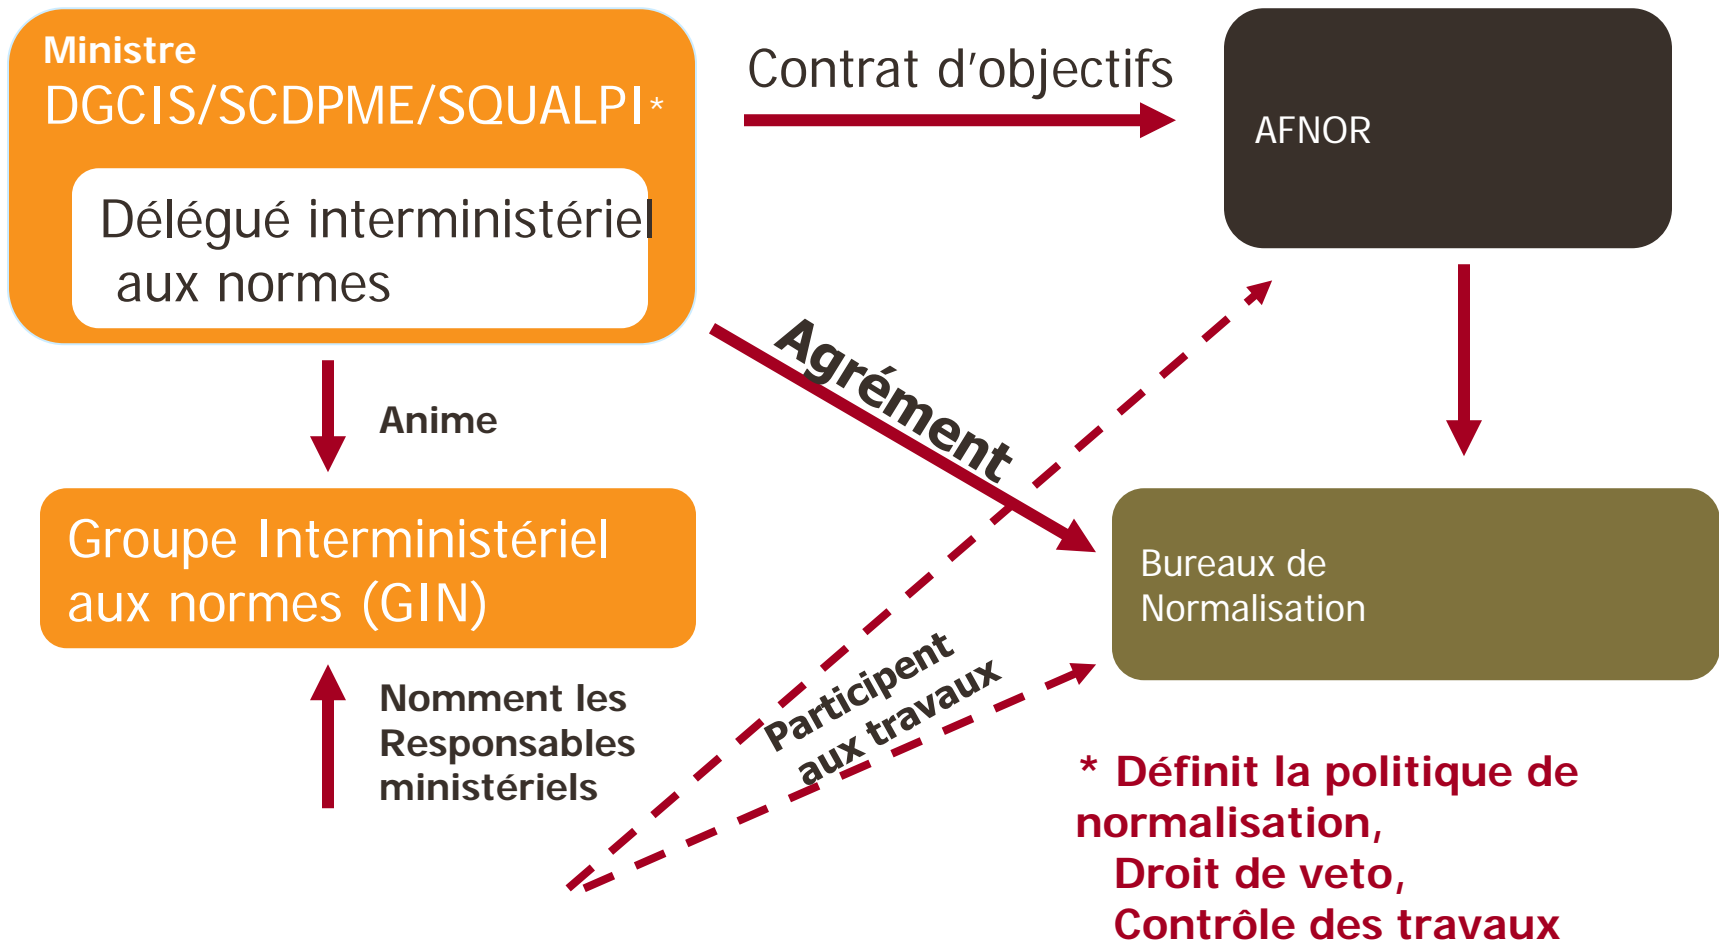 Ministre
DGCIS/SCDPME/SQUALPI*
Délégué interministériel
aux normes
Contrat d'objectifs
AFNOR
Agrément
Anime
Groupe Interministériel
aux normes (GIN)
Bureaux de
Normalisation
Nomment les
Responsables
ministériels
Participent
aux travaux
* Définit la politique de
normalisation,
Droit de veto,
Contrôle des travaux